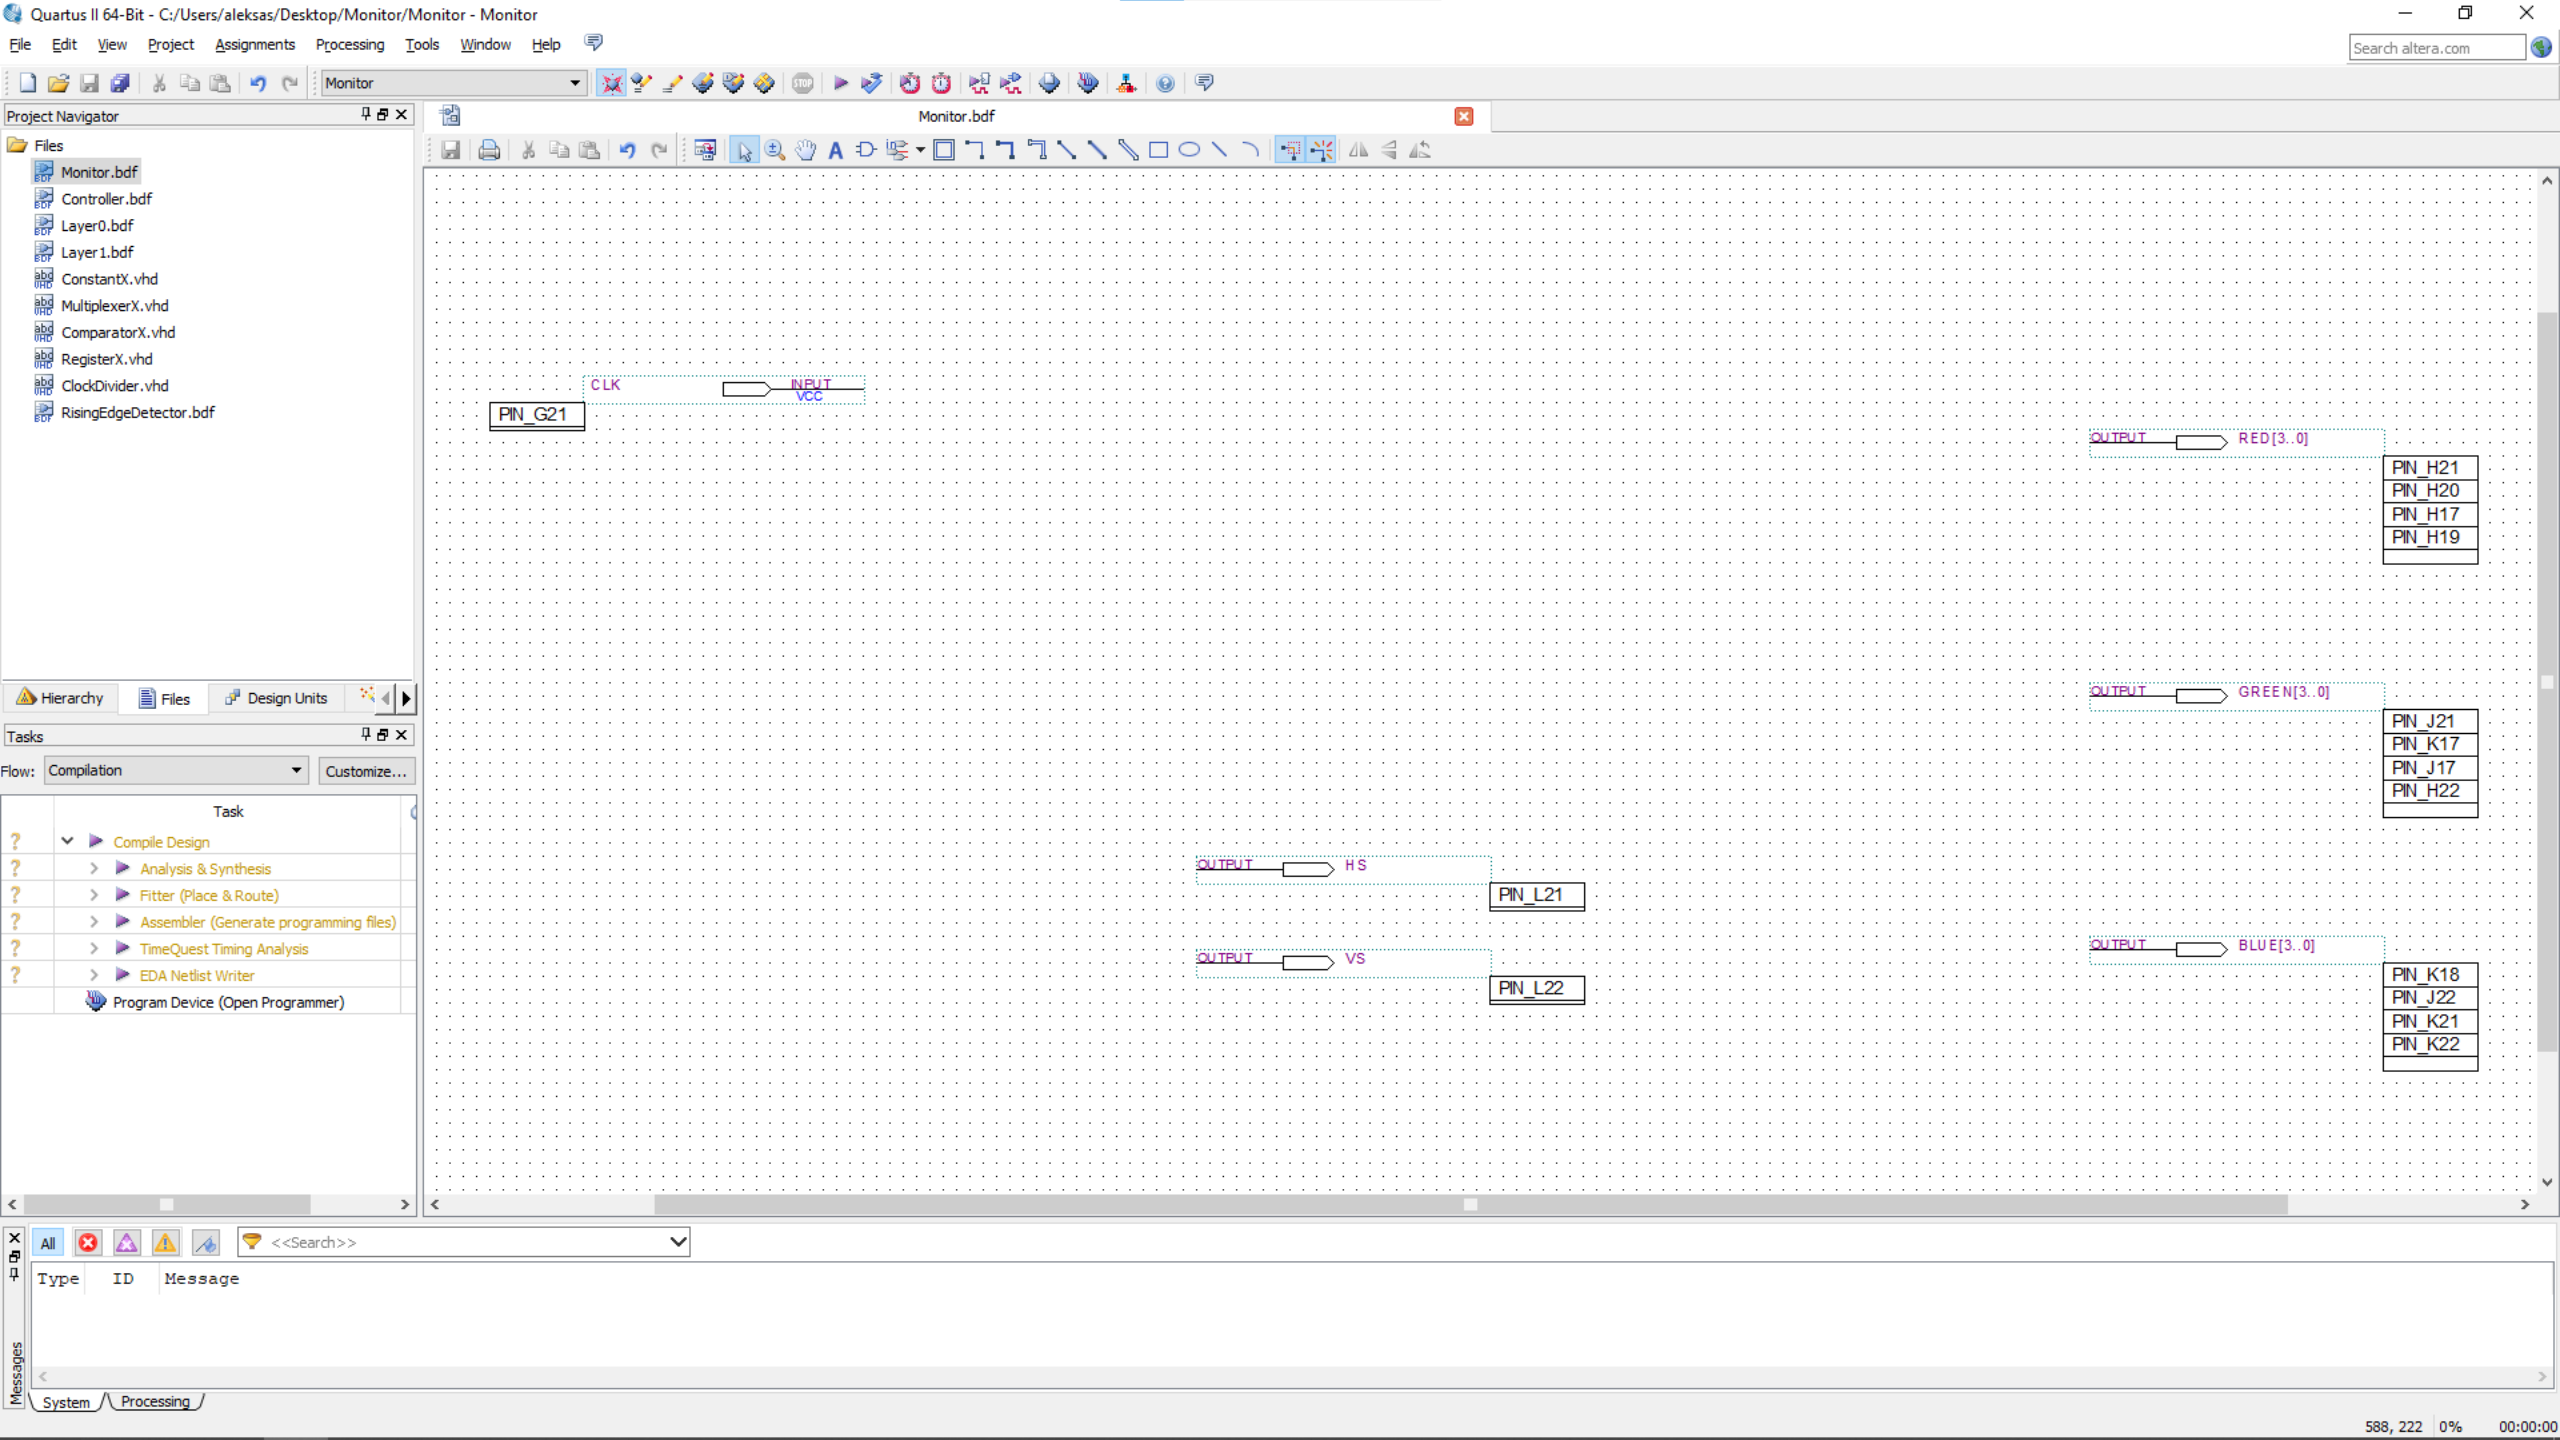 Quartus II 64-Bit - C:/Users/aleksas/Desktop/Monitor/Monitor - Monitor
File Edit View Project Assignments Processing Tools Window Help
Search altera.com
Monitor
STOP
Project Navigator
Files
Monitor.bdf
Controller.bdf
Layer0.bdf
Layer1.bdf
ConstantX.vhd
MultiplexerX.vhd
ComparatorX.vhd
RegisterX.vhd
ClockDivider.vhd
RisingEdgeDetector.bdf
Hierarchy Files Design Units
Tasks
Flow: Compilation Customize...
Task
Compile Design
Analysis & Synthesis
Fitter (Place & Route)
Assembler (Generate programming files)
TimeQuest Timing Analysis
EDA Netlist Writer
Program Device (Open Programmer)
Monitor.bdf
CLK INPUT
VCC
PIN_G21
OUTPUT RED[3..0]
PIN_H21
PIN_H20
PIN_H17
PIN_H19
OUTPUT GREEN[3..0]
PIN_J21
PIN_K17
PIN_J17
PIN_H22
OUTPUT HS
PIN_L21
OUTPUT VS
PIN_L22
OUTPUT BLUE[3..0]
PIN_K18
PIN_J22
PIN_K21
PIN_K22
All <<Search>>
Type ID Message
Messages
System Processing
588, 222 0% 00:00:00